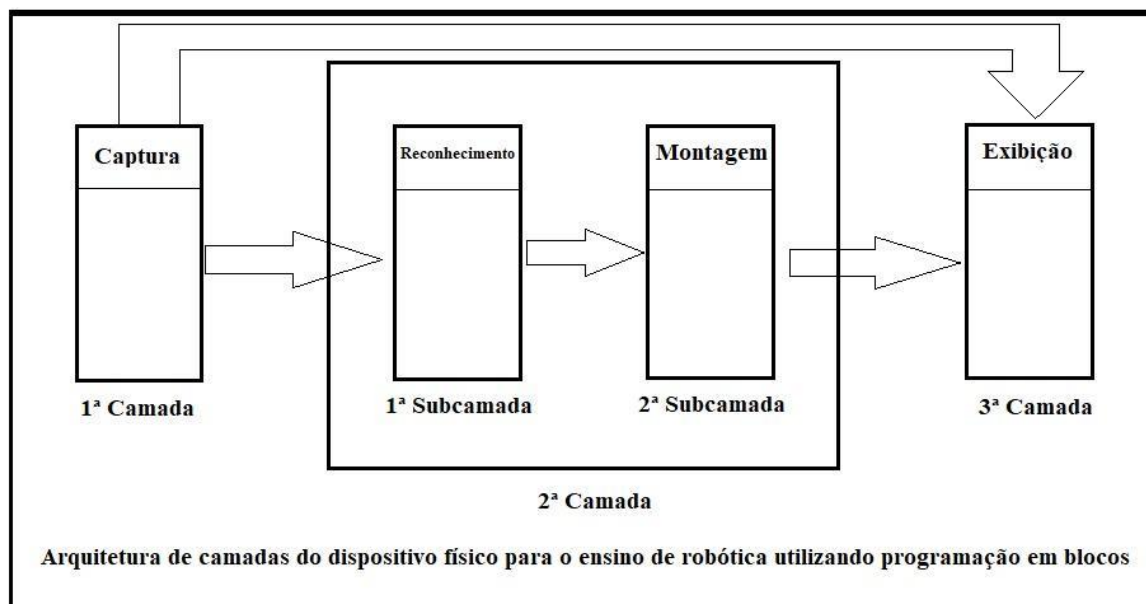 Captura
Reconhecimento
Montagem
Exibição
1ª Camada
1ª Subcamada
2ª Subcamada
3ª Camada
2ª Camada
Arquitetura de camadas do dispositivo físico para o ensino de robótica utilizando programação em blocos